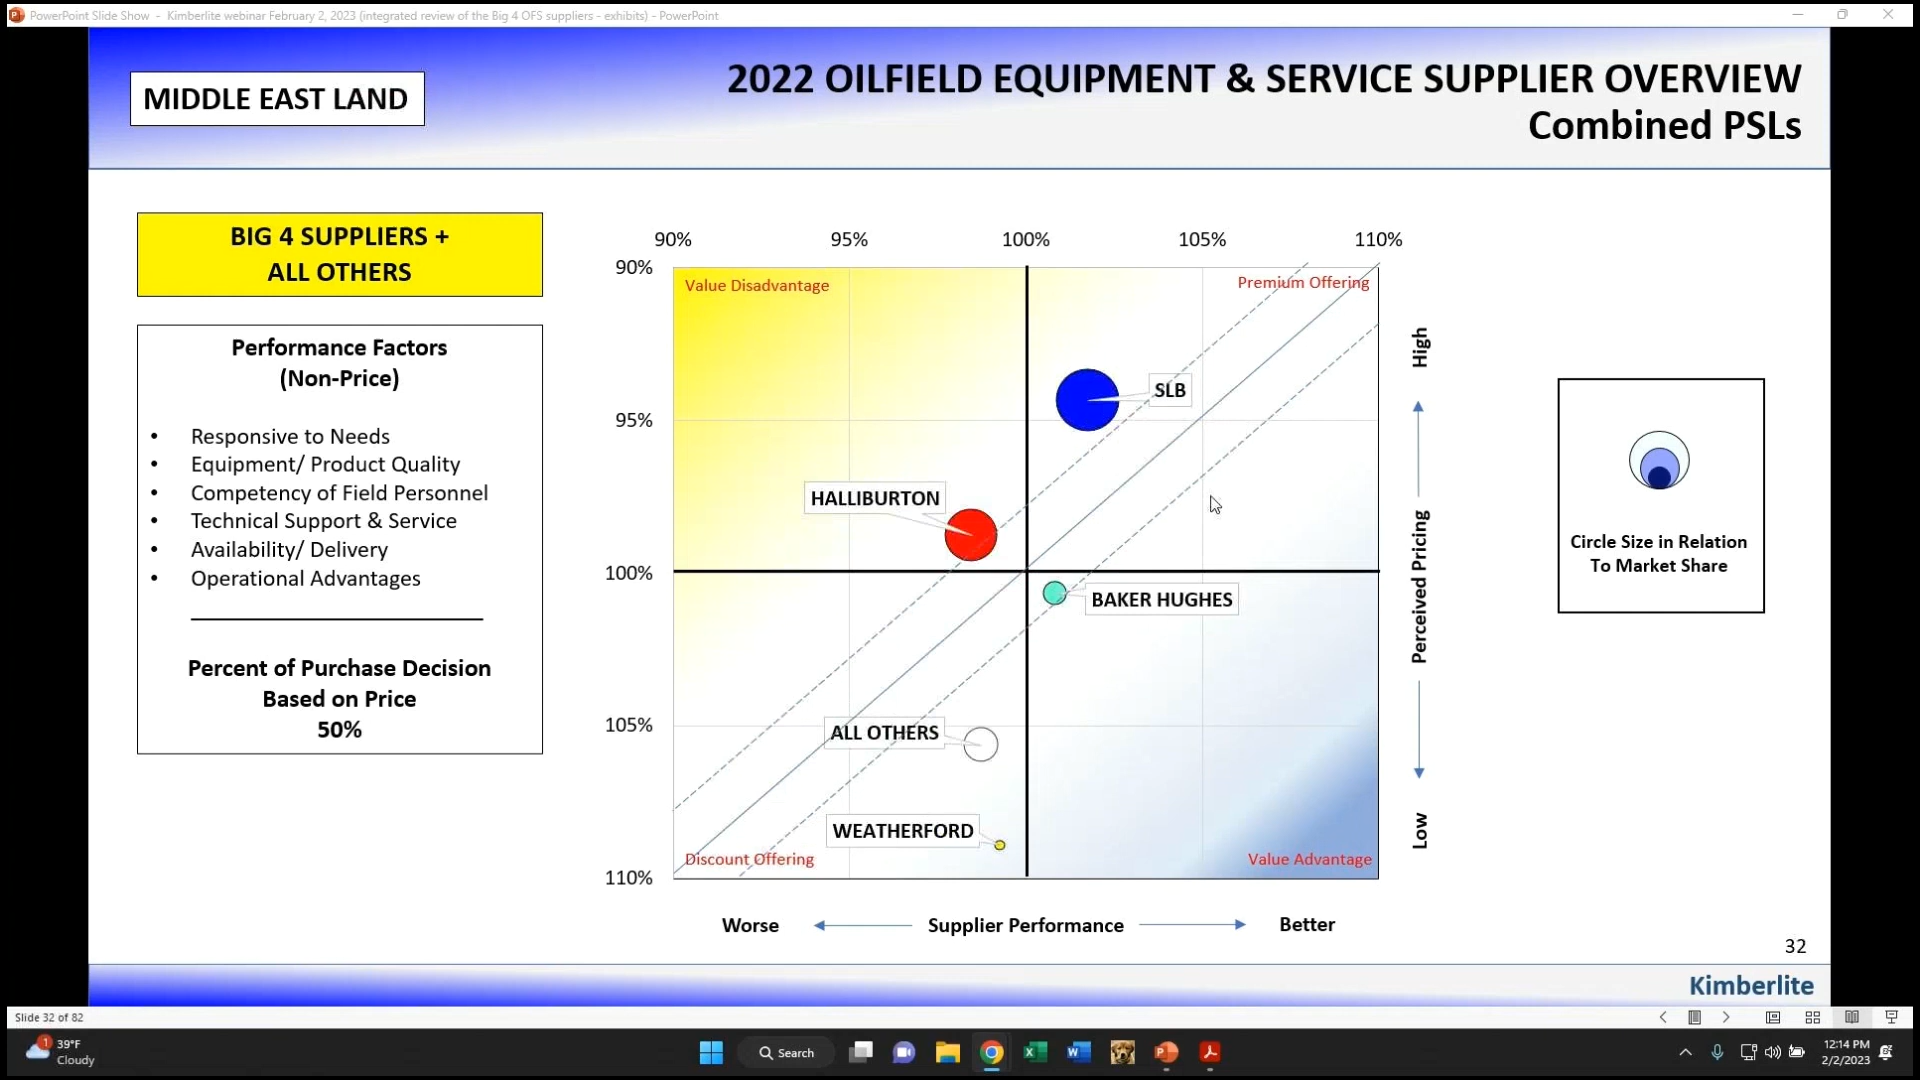 PowerPoint Slide Show - Kimberlite webinar February 2, 2023 (integrated review of the Big 4 OFS suppliers - exhibits) - PowerPoint
MIDDLE EAST LAND
2022 OILFIELD EQUIPMENT & SERVICE SUPPLIER OVERVIEW
Combined PSLs
BIG 4 SUPPLIERS +
ALL OTHERS
Performance Factors
(Non-Price)
• Responsive to Needs
• Equipment/ Product Quality
• Competency of Field Personnel
• Technical Support & Service
• Availability/ Delivery
• Operational Advantages
Percent of Purchase Decision
Based on Price
50%
90% 95% 100% 105% 110%
90%
95%
100%
105%
110%
Value Disadvantage
Premium Offering
SLB
HALLIBURTON
BAKER HUGHES
ALL OTHERS
WEATHERFORD
Discount Offering
Value Advantage
High
Perceived Pricing
Low
Worse Supplier Performance Better
Circle Size in Relation
To Market Share
32
Kimberlite
Slide 32 of 82
1
39°F
Cloudy
Search
12:14 PM
2/2/2023